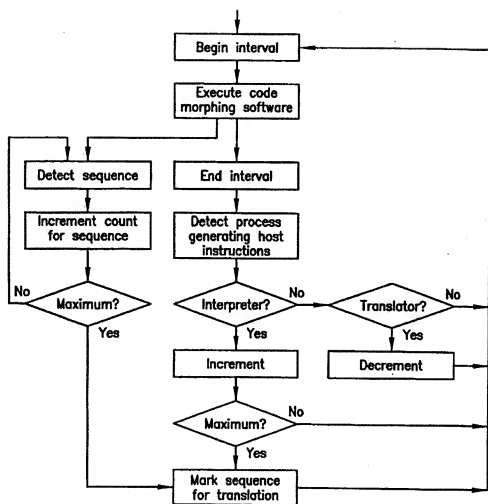 Begin interval
Execute code
morphing software
Detect sequence
End interval
Increment count
for sequence
Detect process
generating host
instructions
No
Maximum?
Yes
Interpreter?
No
Yes
Translator?
No
Yes
Increment
Decrement
Maximum?
No
Yes
Mark sequence
for translation